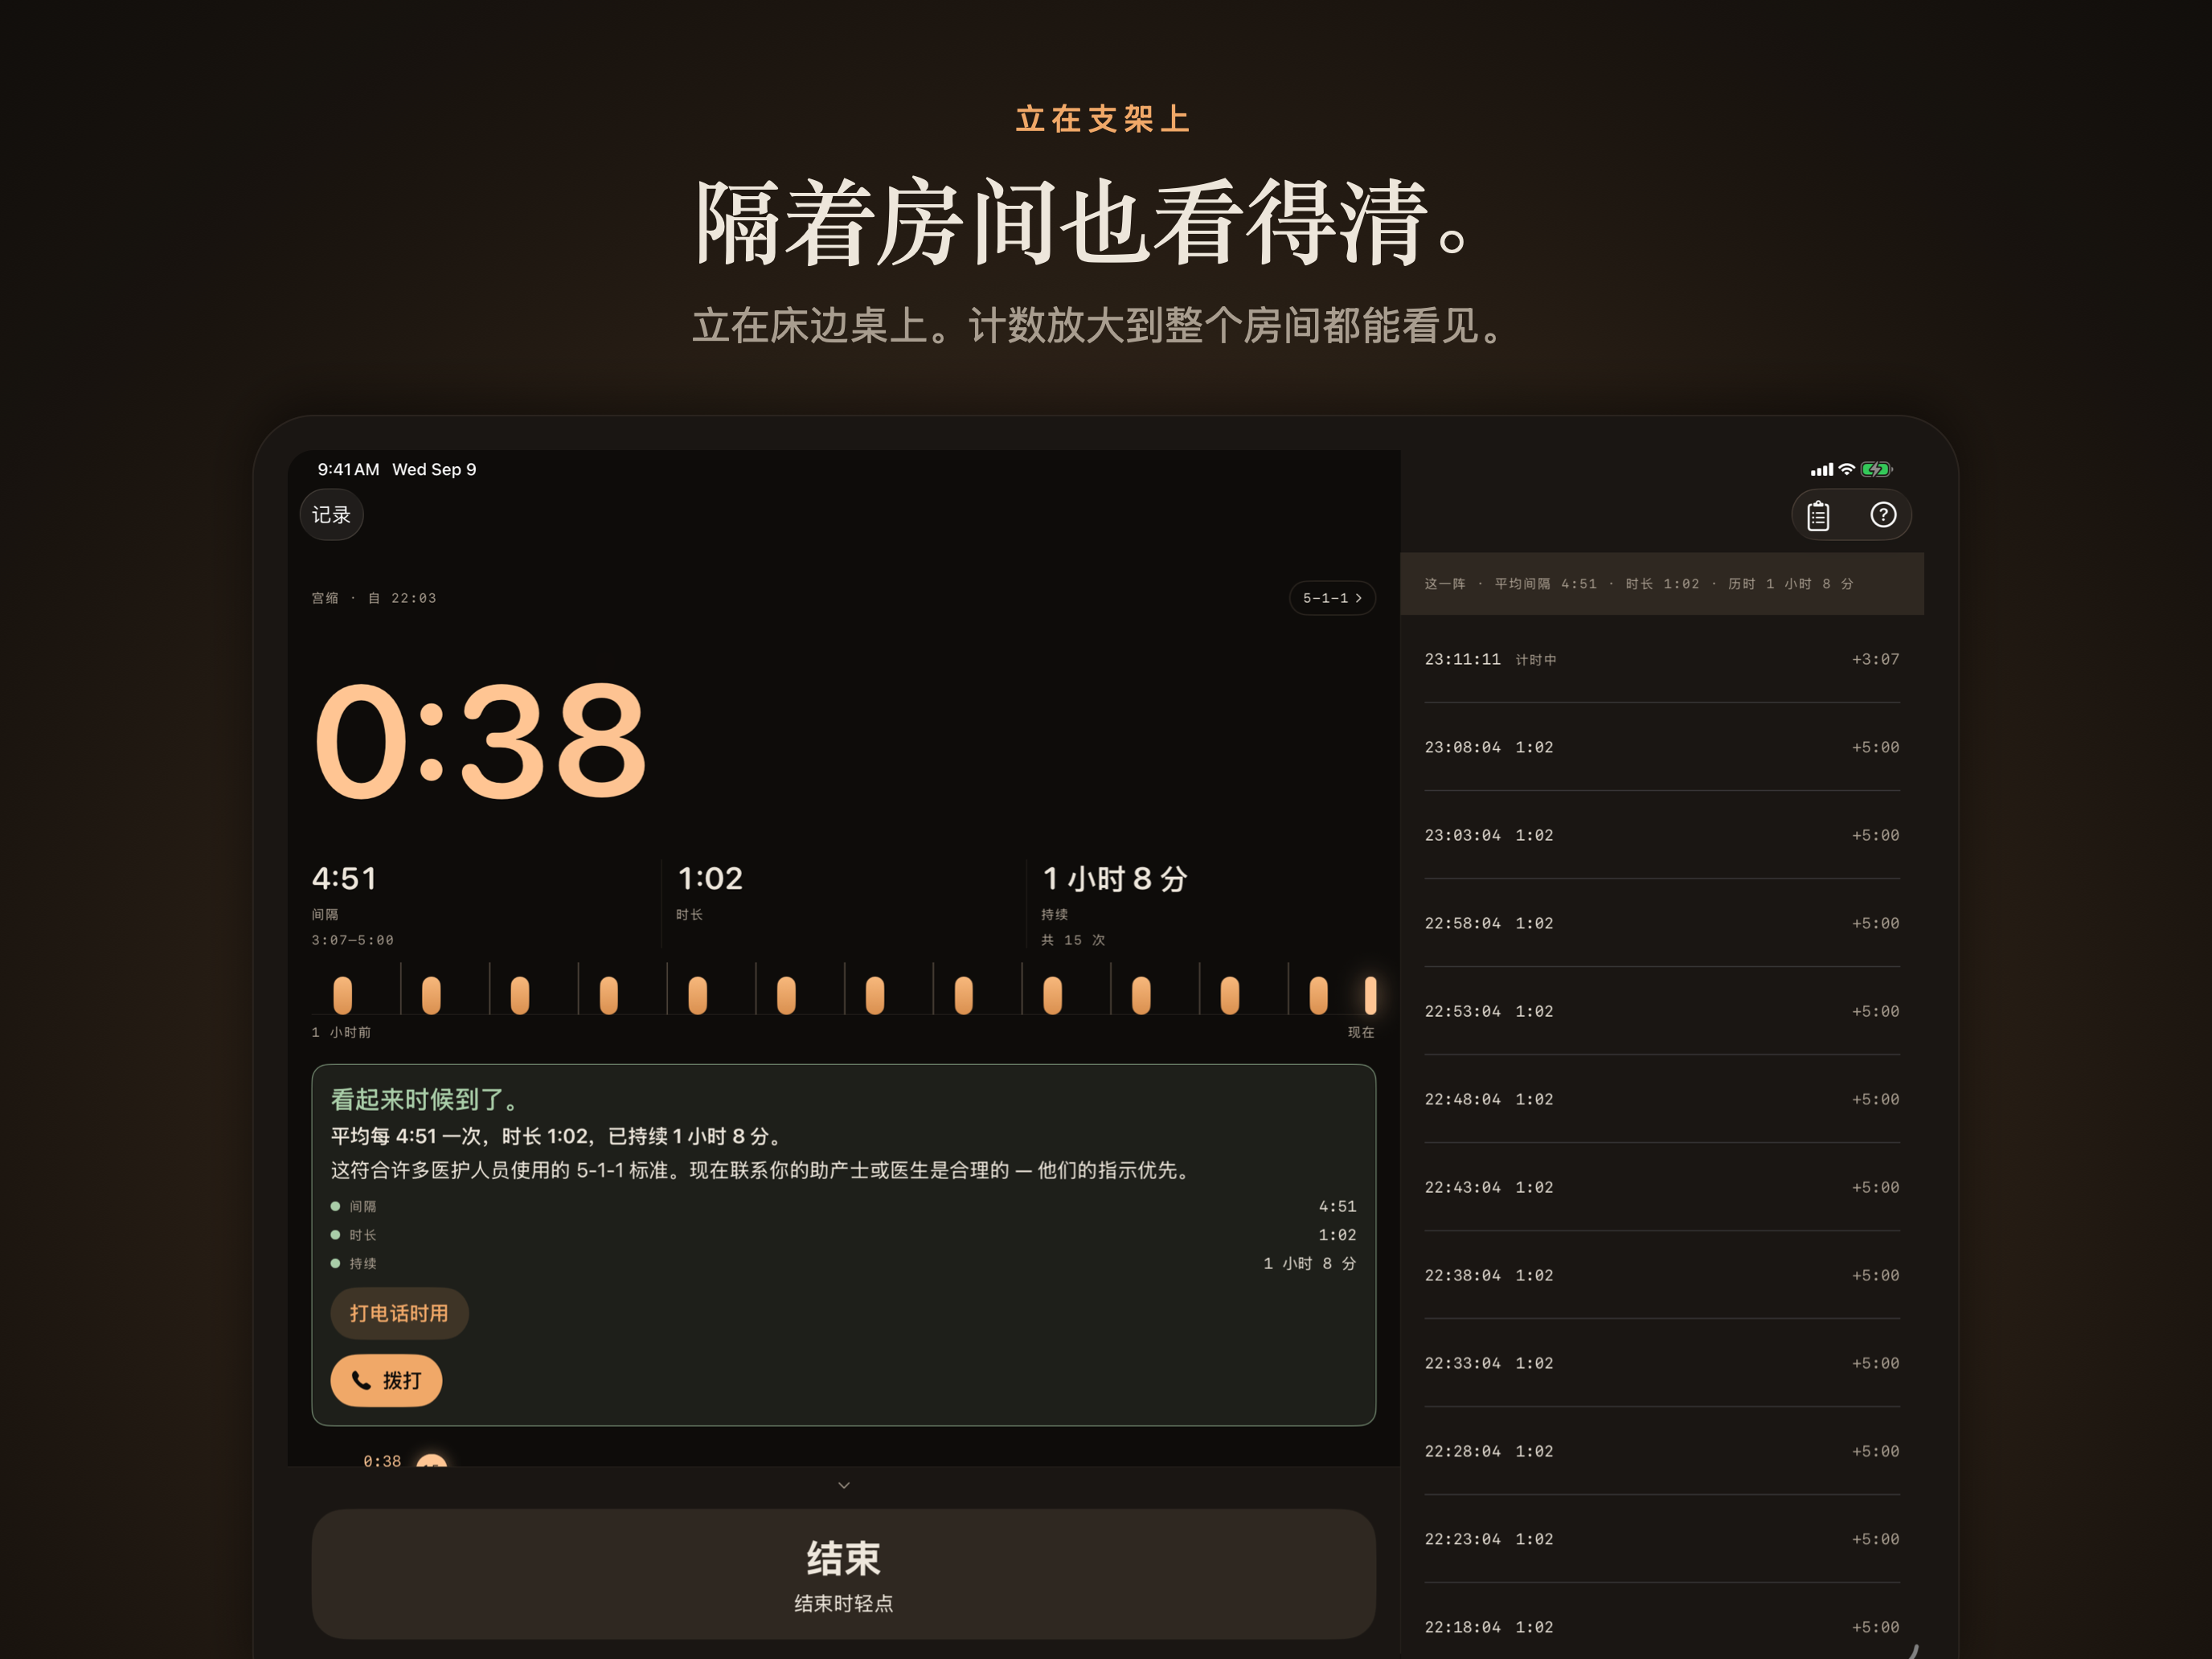 立在支架上
隔着房间也看得清。
立在床边桌上。计数放大到整个房间都能看见。
9:41 AM Wed Sep 9
记录
宫缩 · 自 22:03
5-1-1
0:38
4:51
间隔
3:07–5:00
1:02
时长
1 小时 8 分
持续
共 15 次
1 小时前
现在
看起来时候到了。
平均每 4:51 一次，时长 1:02，已持续 1 小时 8 分。
这符合许多医护人员使用的 5-1-1 标准。现在联系你的助产士或医生是合理的 — 他们的指示优先。
间隔 4:51
时长 1:02
持续 1 小时 8 分
打电话时用
拨打
0:38
结束
结束时轻点
这一阵 · 平均间隔 4:51 · 时长 1:02 · 历时 1 小时 8 分
23:11:11 计时中 +3:07
23:08:04 1:02 +5:00
23:03:04 1:02 +5:00
22:58:04 1:02 +5:00
22:53:04 1:02 +5:00
22:48:04 1:02 +5:00
22:43:04 1:02 +5:00
22:38:04 1:02 +5:00
22:33:04 1:02 +5:00
22:28:04 1:02 +5:00
22:23:04 1:02 +5:00
22:18:04 1:02 +5:00